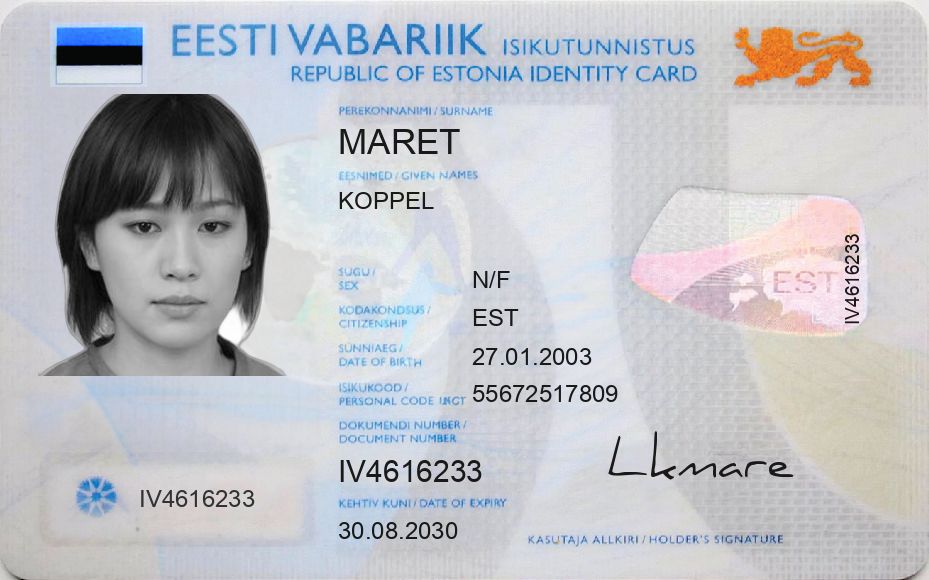 EESTI VABARIIK ISIKUTUNNISTUS
REPUBLIC OF ESTONIA IDENTITY CARD
PEREKONNANIMI / SURNAME
MARET
EESNIMED / GIVEN NAMES
KOPPEL
SUGU /
SEX
N/F
KODAKONDSUS /
CITIZENSHIP
EST
SÜNNIAEG /
DATE OF BIRTH
27.01.2003
ISIKUKOOD /
PERSONAL CODE
55672517809
DOKUMENDI NUMBER /
DOCUMENT NUMBER
IV4616233
KEHTIV KUNI / DATE OF EXPIRY
30.08.2030
IV4616233
EST
IV4616233
Lkmare
KASUTAJA ALLKIRI / HOLDER'S SIGNATURE